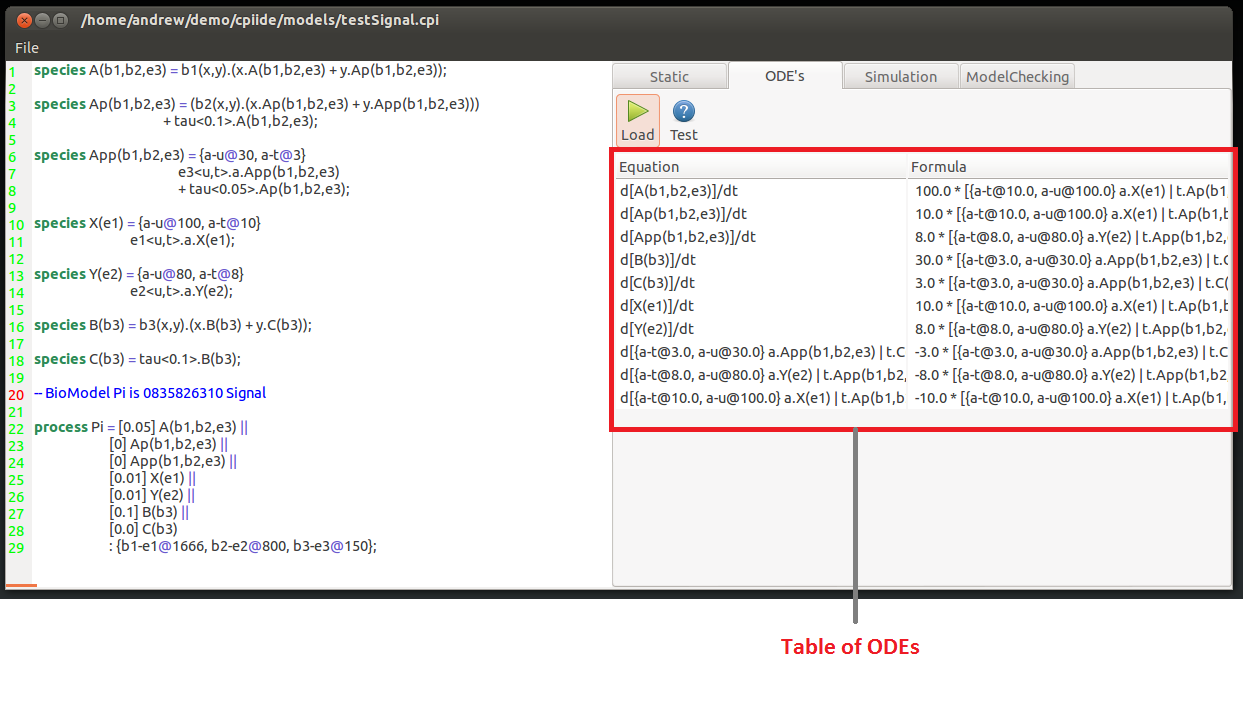 /home/andrew/demo/cpiide/models/testSignal.cpi
File
1 species A(b1,b2,e3) = b1(x,y).(x.A(b1,b2,e3) + y.Ap(b1,b2,e3));
2
3 species Ap(b1,b2,e3) = (b2(x,y).(x.Ap(b1,b2,e3) + y.App(b1,b2,e3)))
4 + tau<0.1>.A(b1,b2,e3);
5
6 species App(b1,b2,e3) = {a-u@30, a-t@3}
7 e3<u,t>.a.App(b1,b2,e3)
8 + tau<0.05>.Ap(b1,b2,e3);
9
10 species X(e1) = {a-u@100, a-t@10}
11 e1<u,t>.a.X(e1);
12
13 species Y(e2) = {a-u@80, a-t@8}
14 e2<u,t>.a.Y(e2);
15
16 species B(b3) = b3(x,y).(x.B(b3) + y.C(b3));
17
18 species C(b3) = tau<0.1>.B(b3);
19
20 -- BioModel Pi is 0835826310 Signal
21
22 process Pi = [0.05] A(b1,b2,e3) ||
23 [0] Ap(b1,b2,e3) ||
24 [0] App(b1,b2,e3) ||
25 [0.01] X(e1) ||
26 [0.01] Y(e2) ||
27 [0.1] B(b3) ||
28 [0.0] C(b3)
29 : {b1-e1@1666, b2-e2@800, b3-e3@150};
Static ODE's Simulation ModelChecking
?
Load Test
Equation Formula
d[A(b1,b2,e3)]/dt 100.0 * [{a-t@10.0, a-u@100.0} a.X(e1) | t.Ap(b1
d[Ap(b1,b2,e3)]/dt 10.0 * [{a-t@10.0, a-u@100.0} a.X(e1) | t.Ap(b1,b
d[App(b1,b2,e3)]/dt 8.0 * [{a-t@8.0, a-u@80.0} a.Y(e2) | t.App(b1,b2,
d[B(b3)]/dt 30.0 * [{a-t@3.0, a-u@30.0} a.App(b1,b2,e3) | t.C
d[C(b3)]/dt 3.0 * [{a-t@3.0, a-u@30.0} a.App(b1,b2,e3) | t.C(
d[X(e1)]/dt 10.0 * [{a-t@10.0, a-u@100.0} a.X(e1) | t.Ap(b1,b
d[Y(e2)]/dt 8.0 * [{a-t@8.0, a-u@80.0} a.Y(e2) | t.App(b1,b2,
d[{a-t@3.0, a-u@30.0} a.App(b1,b2,e3) | t.C -3.0 * [{a-t@3.0, a-u@30.0} a.App(b1,b2,e3) | t.C
d[{a-t@8.0, a-u@80.0} a.Y(e2) | t.App(b1,b2, -8.0 * [{a-t@8.0, a-u@80.0} a.Y(e2) | t.App(b1,b2
d[{a-t@10.0, a-u@100.0} a.X(e1) | t.Ap(b1,b -10.0 * [{a-t@10.0, a-u@100.0} a.X(e1) | t.Ap(b1,
Table of ODEs